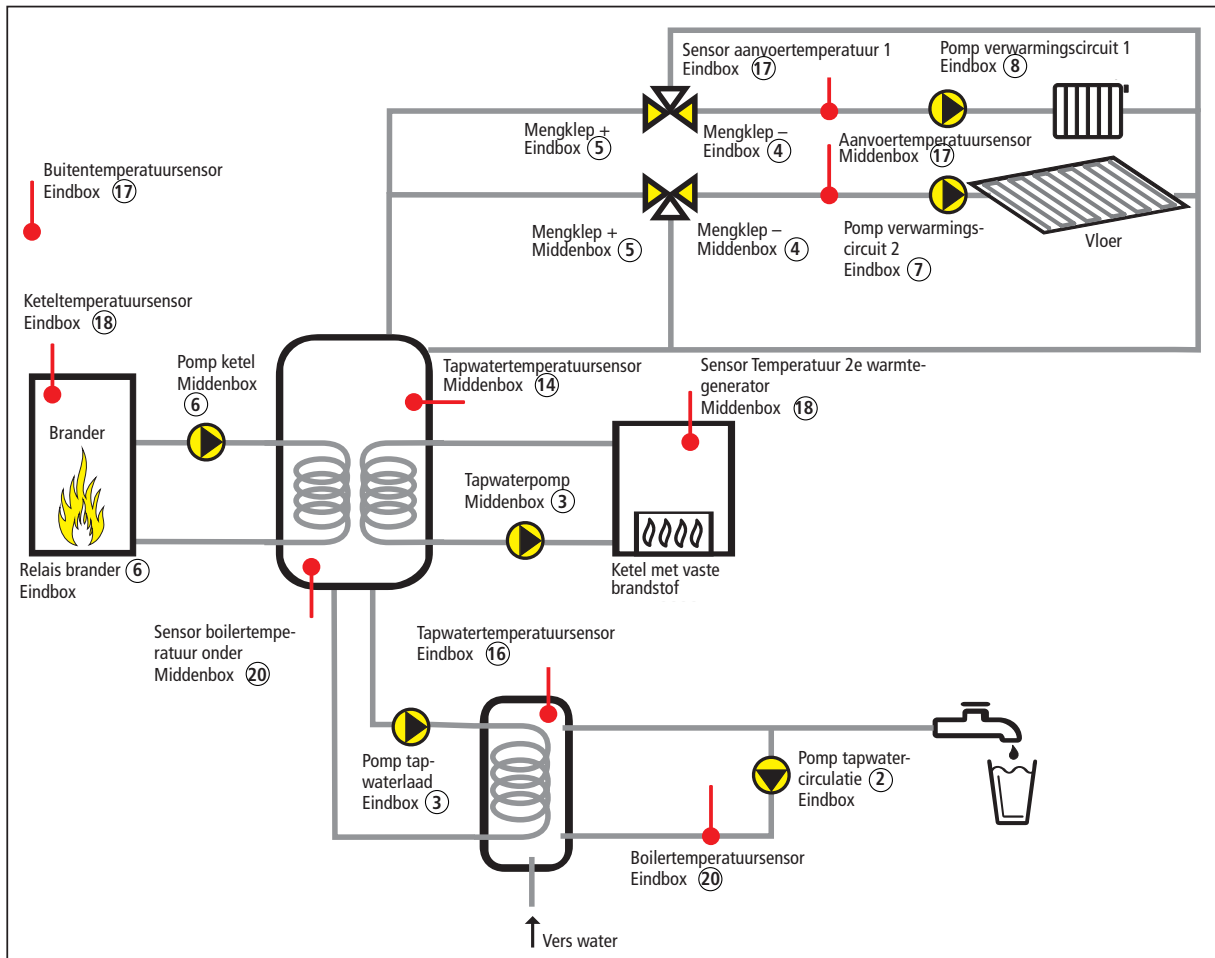 Sensor aanvoertemperatuur 1
Eindbox 17
Pomp verwarmingscircuit 1
Eindbox 8
Mengklep +
Eindbox 5
Mengklep –
Eindbox 4
Aanvoertemperatuursensor
Middenbox 17
Buitentemperatuursensor
Eindbox 17
Mengklep +
Middenbox 5
Mengklep –
Middenbox 4
Pomp verwarmings-
circuit 2
Eindbox 7
Vloer
Keteltemperatuursensor
Eindbox 18
Pomp ketel
Middenbox
6
Tapwatertemperatuursensor
Middenbox 14
Sensor Temperatuur 2e warmte-
generator
Middenbox 18
Brander
Tapwaterpomp
Middenbox 3
Relais brander 6
Eindbox
Ketel met vaste
brandstof
Sensor boilertempe-
ratuur onder
Middenbox 20
Tapwatertemperatuursensor
Eindbox 16
Pomp tap-
waterlaad
Eindbox 3
Pomp tapwater-
circulatie 2
Eindbox
Boilertemperatuursensor
Eindbox 20
Vers water